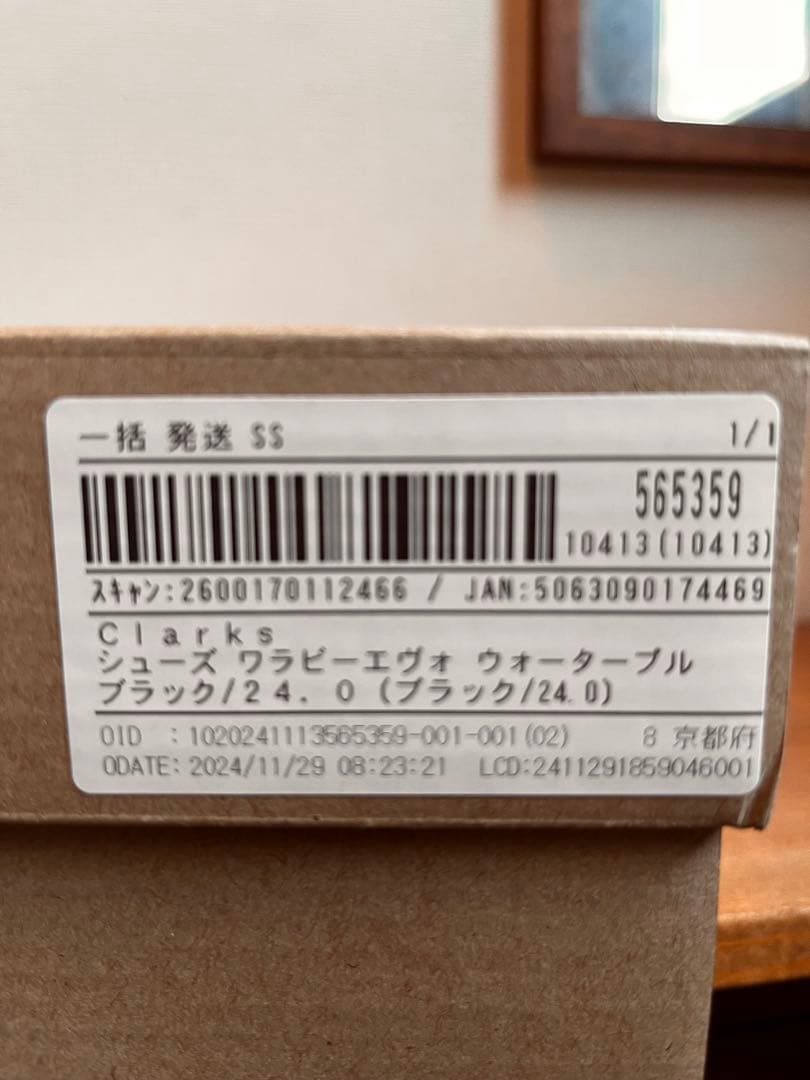 一括 発送 SS 1/1
565359
10413(10413)
ｽｷｬﾝ:2600170112466 / JAN:5063090174469
Ｃｌａｒｋｓ
シューズ ワラビーエヴォ ウォーターブル
ブラック/２４．０ (ブラック/24.0)
OID :1020241113565359-001-001(02) 8 京都府
ODATE:2024/11/29 08:23:21 LCD:2411291859046001